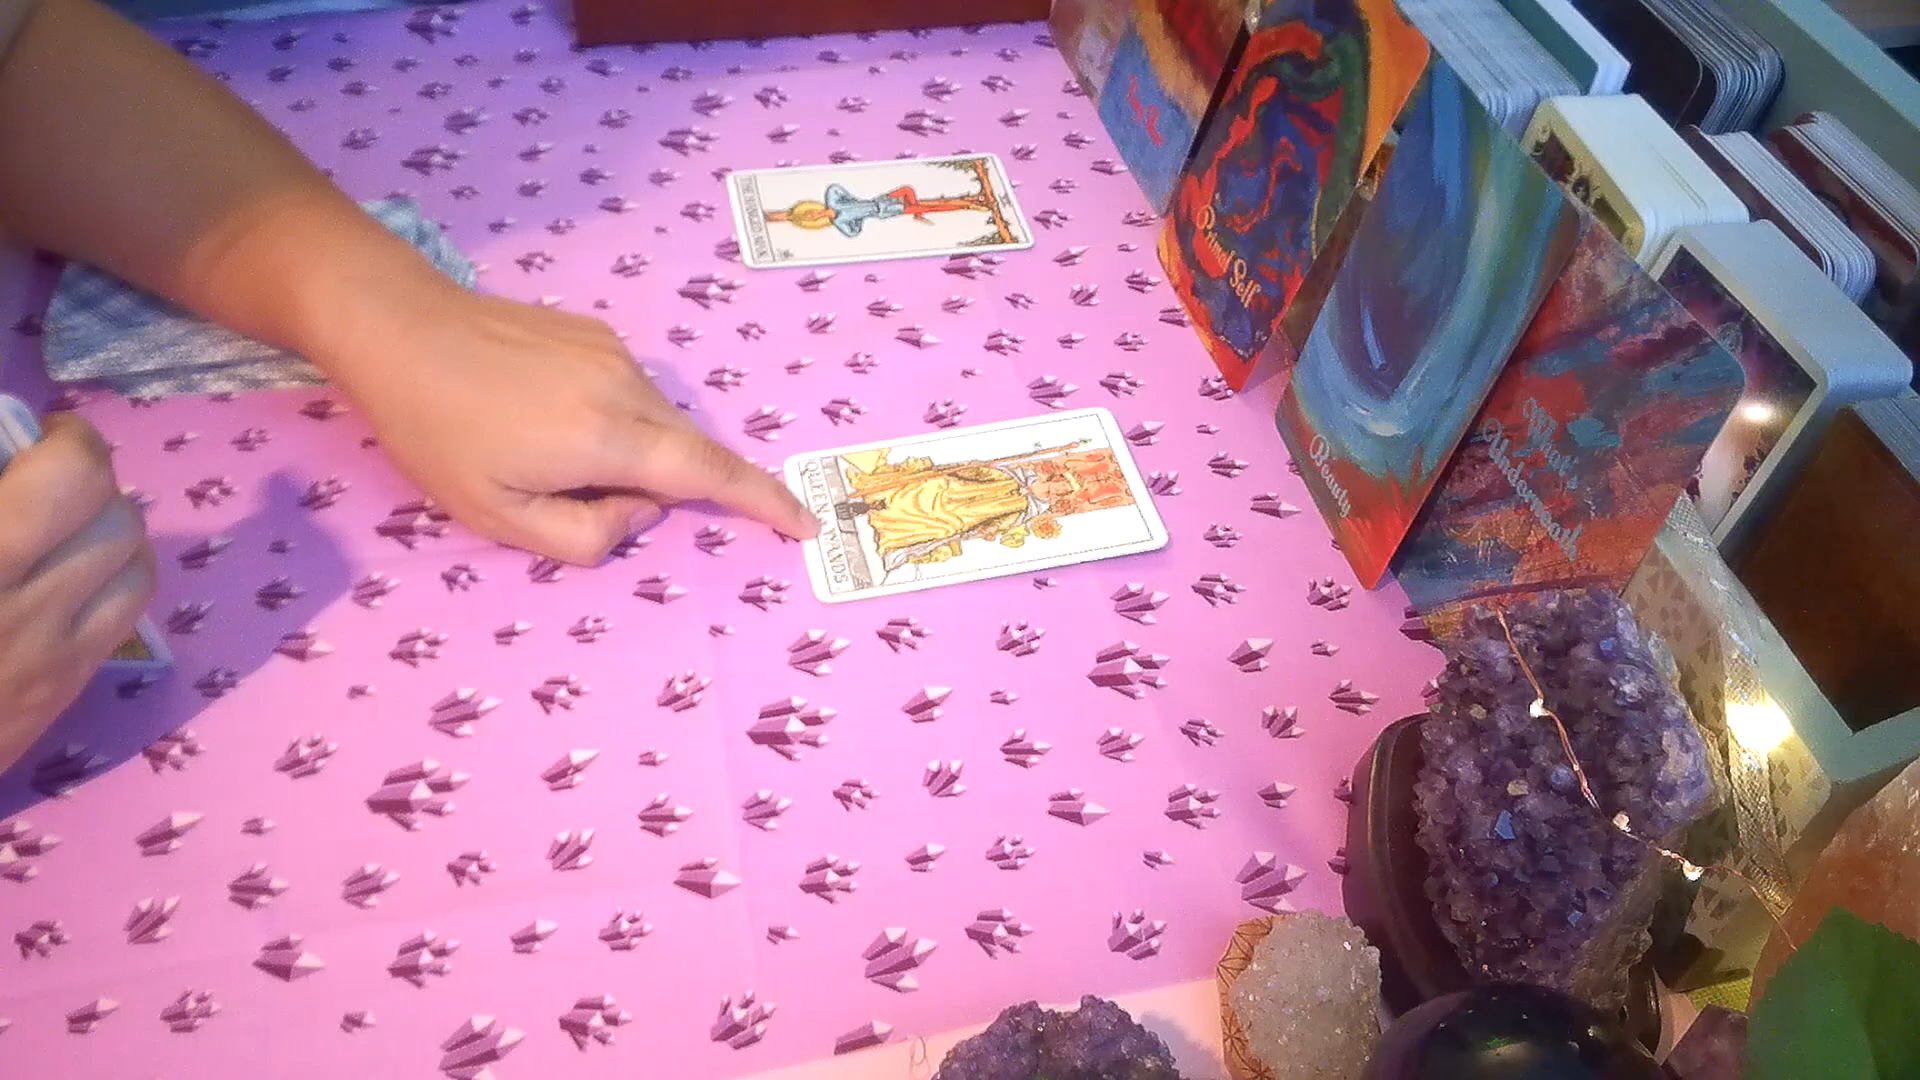 THE HANGED MAN
QUEEN of WANDS
Primal Self
Beauty
What's
Underneath